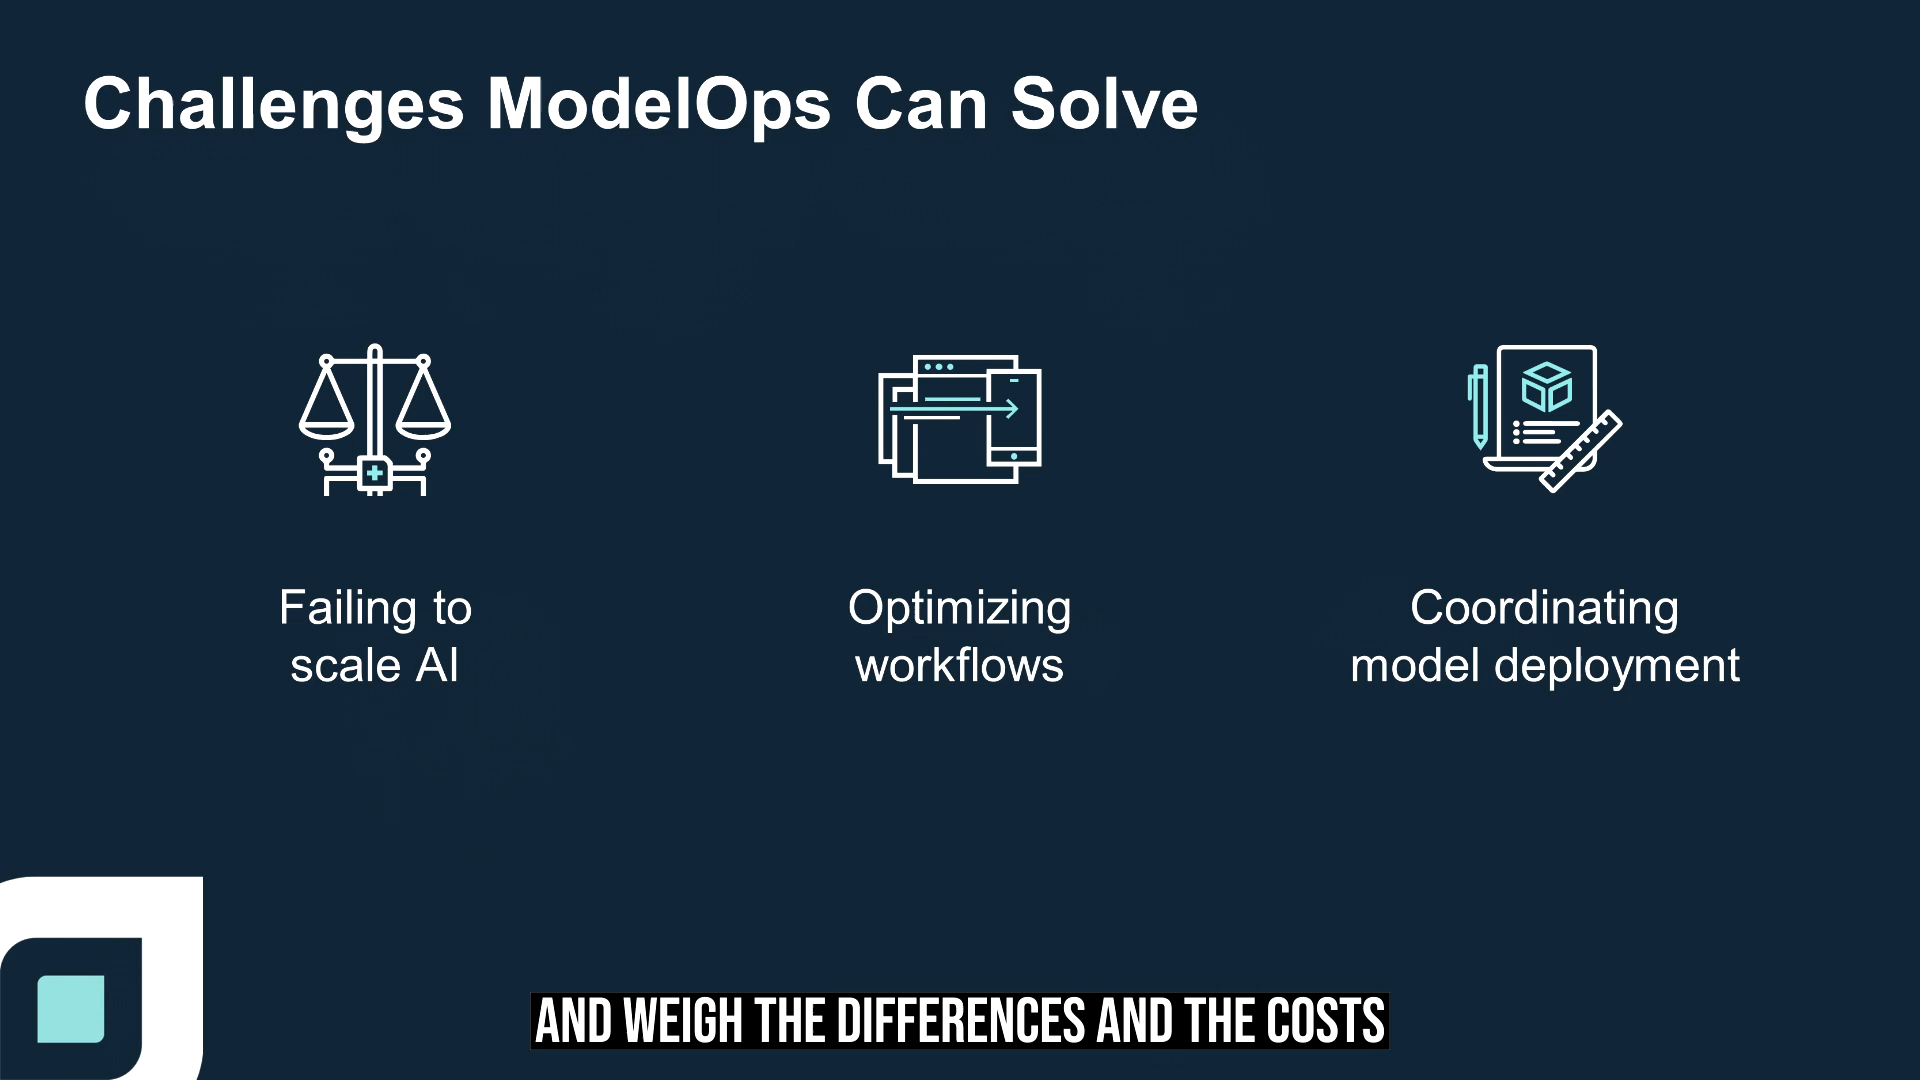 Challenges ModelOps Can Solve
Failing to
scale AI
Optimizing
workflows
Coordinating
model deployment
AND WEIGH THE DIFFERENCES AND THE COSTS